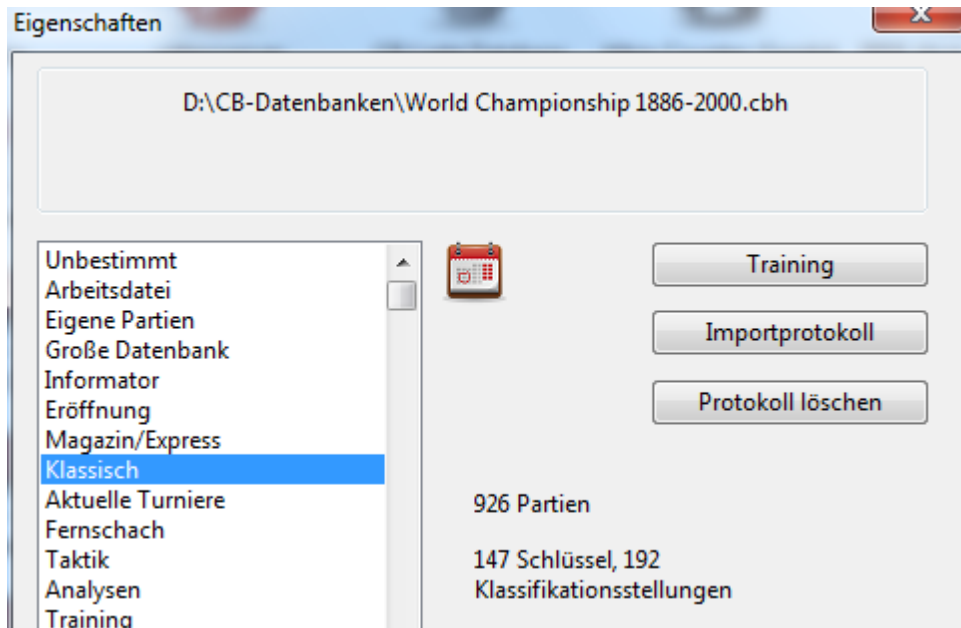 Eigenschaften
D:\CB-Datenbanken\World Championship 1886-2000.cbh
Unbestimmt
Arbeitsdatei
Eigene Partien
Große Datenbank
Informator
Eröffnung
Magazin/Express
Klassisch
Aktuelle Turniere
Fernschach
Taktik
Analysen
Training
Training
Importprotokoll
Protokoll löschen
926 Partien
147 Schlüssel, 192
Klassifikationsstellungen